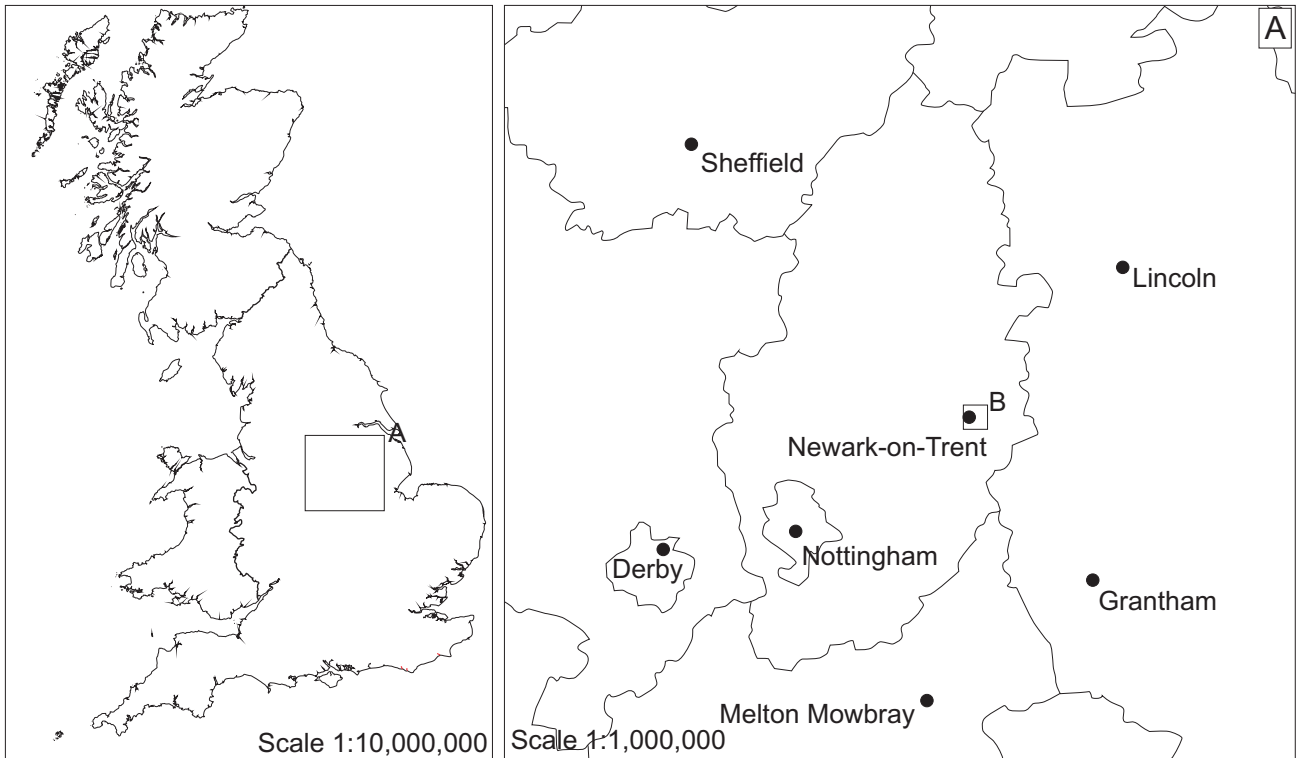 A
Scale 1:10,000,000
A
Sheffield
Lincoln
B
Newark-on-Trent
Nottingham
Derby
Grantham
Melton Mowbray
Scale 1:1,000,000